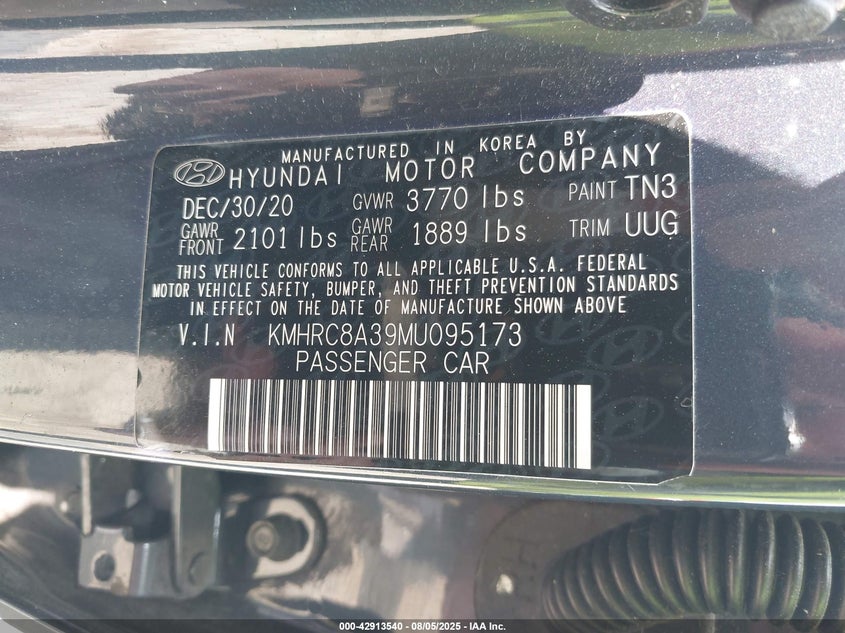 MANUFACTURED IN KOREA BY
HYUNDAI MOTOR COMPANY
DEC/30/20 GVWR 3770 lbs PAINT TN3
GAWR FRONT 2101 lbs GAWR REAR 1889 lbs TRIM UUG
THIS VEHICLE CONFORMS TO ALL APPLICABLE U.S.A. FEDERAL
MOTOR VEHICLE SAFETY, BUMPER, AND THEFT PREVENTION STANDARDS
IN EFFECT ON THE DATE OF MANUFACTURE SHOWN ABOVE
V.I.N KMHRC8A39MU095173
PASSENGER CAR
000-42913540 - 08/05/2025 - IAA Inc.